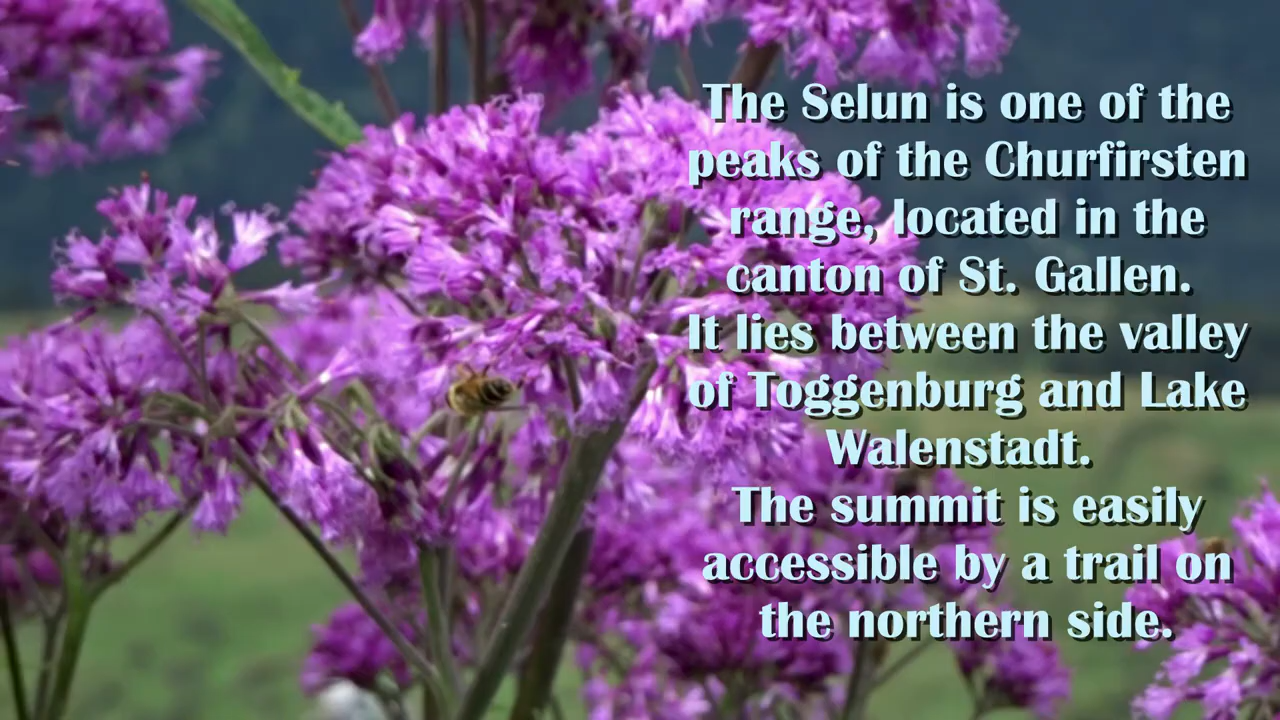 The Selun is one of the
peaks of the Churfirsten
range, located in the
canton of St. Gallen.
It lies between the valley
of Toggenburg and Lake
Walenstadt.
The summit is easily
accessible by a trail on
the northern side.